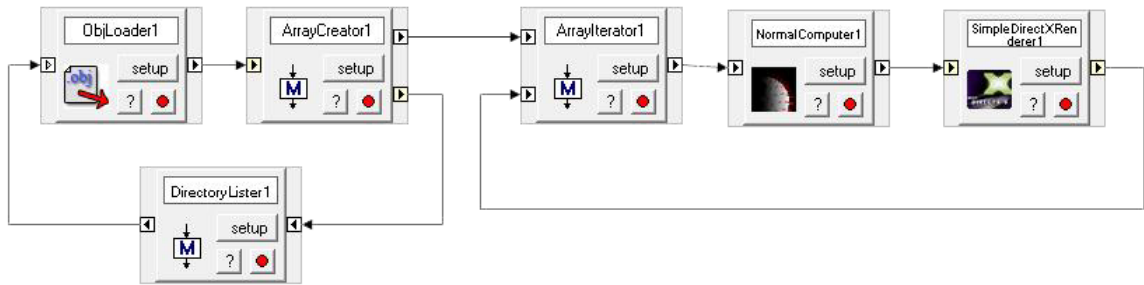 ObjLoader1
.obj
setup
?
ArrayCreator1
M
setup
?
ArrayIterator1
M
setup
?
NormalComputer1
setup
?
SimpleDirectXRen
derer1
setup
?
DirectoryLister1
M
setup
?